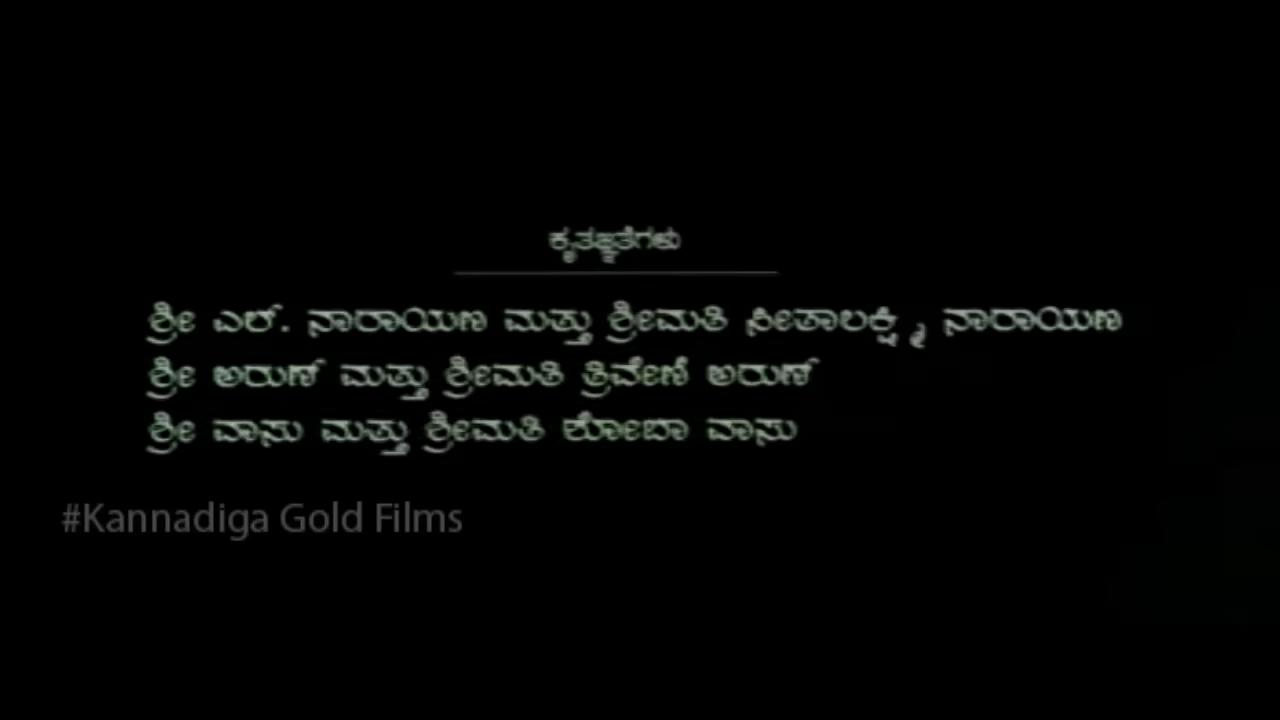 ಕೃತಜ್ಞತೆಗಳು
ಶ್ರೀ ಎಲ್. ನಾರಾಯಣ ಮತ್ತು ಶ್ರೀಮತಿ ಸೀತಾಲಕ್ಷ್ಮಿ ನಾರಾಯಣ
ಶ್ರೀ ಅರುಣ್ ಮತ್ತು ಶ್ರೀಮತಿ ತ್ರಿವೇಣಿ ಅರುಣ್
ಶ್ರೀ ವಾಸು ಮತ್ತು ಶ್ರೀಮತಿ ಶೋಬಾ ವಾಸು
#Kannadiga Gold Films